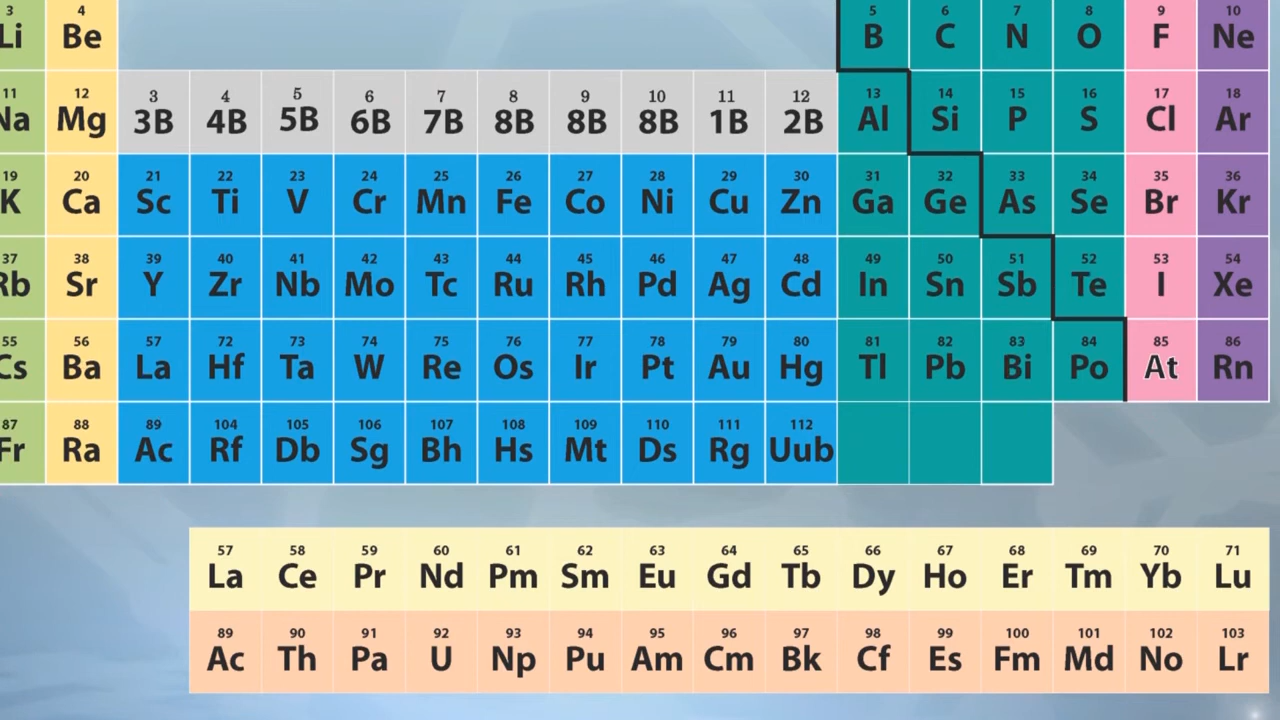 3 4 5 6 7 8 9 10
Li Be B C N O F Ne
11 12 3 4 5 6 7 8 9 10 11 12 13 14 15 16 17 18
Na Mg 3B 4B 5B 6B 7B 8B 8B 8B 1B 2B Al Si P S Cl Ar
19 20 21 22 23 24 25 26 27 28 29 30 31 32 33 34 35 36
K Ca Sc Ti V Cr Mn Fe Co Ni Cu Zn Ga Ge As Se Br Kr
37 38 39 40 41 42 43 44 45 46 47 48 49 50 51 52 53 54
Rb Sr Y Zr Nb Mo Tc Ru Rh Pd Ag Cd In Sn Sb Te I Xe
55 56 57 72 73 74 75 76 77 78 79 80 81 82 83 84 85 86
Cs Ba La Hf Ta W Re Os Ir Pt Au Hg Tl Pb Bi Po At Rn
87 88 89 104 105 106 107 108 109 110 111 112
Fr Ra Ac Rf Db Sg Bh Hs Mt Ds Rg Uub
57 58 59 60 61 62 63 64 65 66 67 68 69 70 71
La Ce Pr Nd Pm Sm Eu Gd Tb Dy Ho Er Tm Yb Lu
89 90 91 92 93 94 95 96 97 98 99 100 101 102 103
Ac Th Pa U Np Pu Am Cm Bk Cf Es Fm Md No Lr